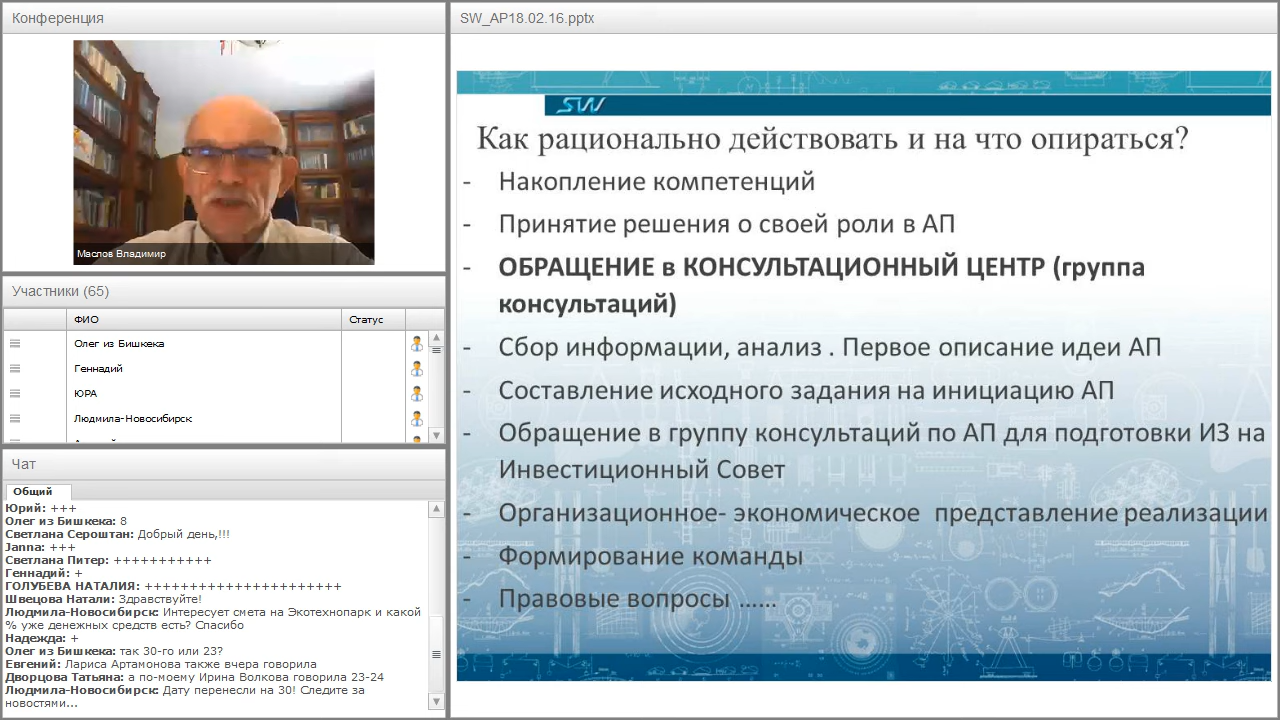 Конференция
Маслов Владимир
Участники (65)
ФИО
Статус
Олег из Бишкека
Геннадий
ЮРА
Людмила-Новосибирск
Чат
Общий
Юрий: +++
Олег из Бишкека: 8
Светлана Сероштан: Добрый день,!!!
Janna: +++
Светлана Питер: +++++++++++
Геннадий: +
ГОЛУБЕВА НАТАЛИЯ: ++++++++++++++++++++++
Швецова Натали: Здравствуйте!
Людмила-Новосибирск: Интересует смета на Экотехнопарк и какой
% уже денежных средств есть? Спасибо
Надежда: +
Олег из Бишкека: так 30-го или 23?
Евгений: Лариса Артамонова также вчера говорила
Дворцова Татьяна: а по-моему Ирина Волкова говорила 23-24
Людмила-Новосибирск: Дату перенесли на 30! Следите за
новостями...
SW_AP18.02.16.pptx
SW
Как рационально действовать и на что опираться?
- Накопление компетенций
- Принятие решения о своей роли в АП
- ОБРАЩЕНИЕ в КОНСУЛЬТАЦИОННЫЙ ЦЕНТР (группа
консультаций)
- Сбор информации, анализ . Первое описание идеи АП
- Составление исходного задания на инициацию АП
- Обращение в группу консультаций по АП для подготовки ИЗ на
Инвестиционный Совет
- Организационное- экономическое представление реализации
- Формирование команды
- Правовые вопросы ......